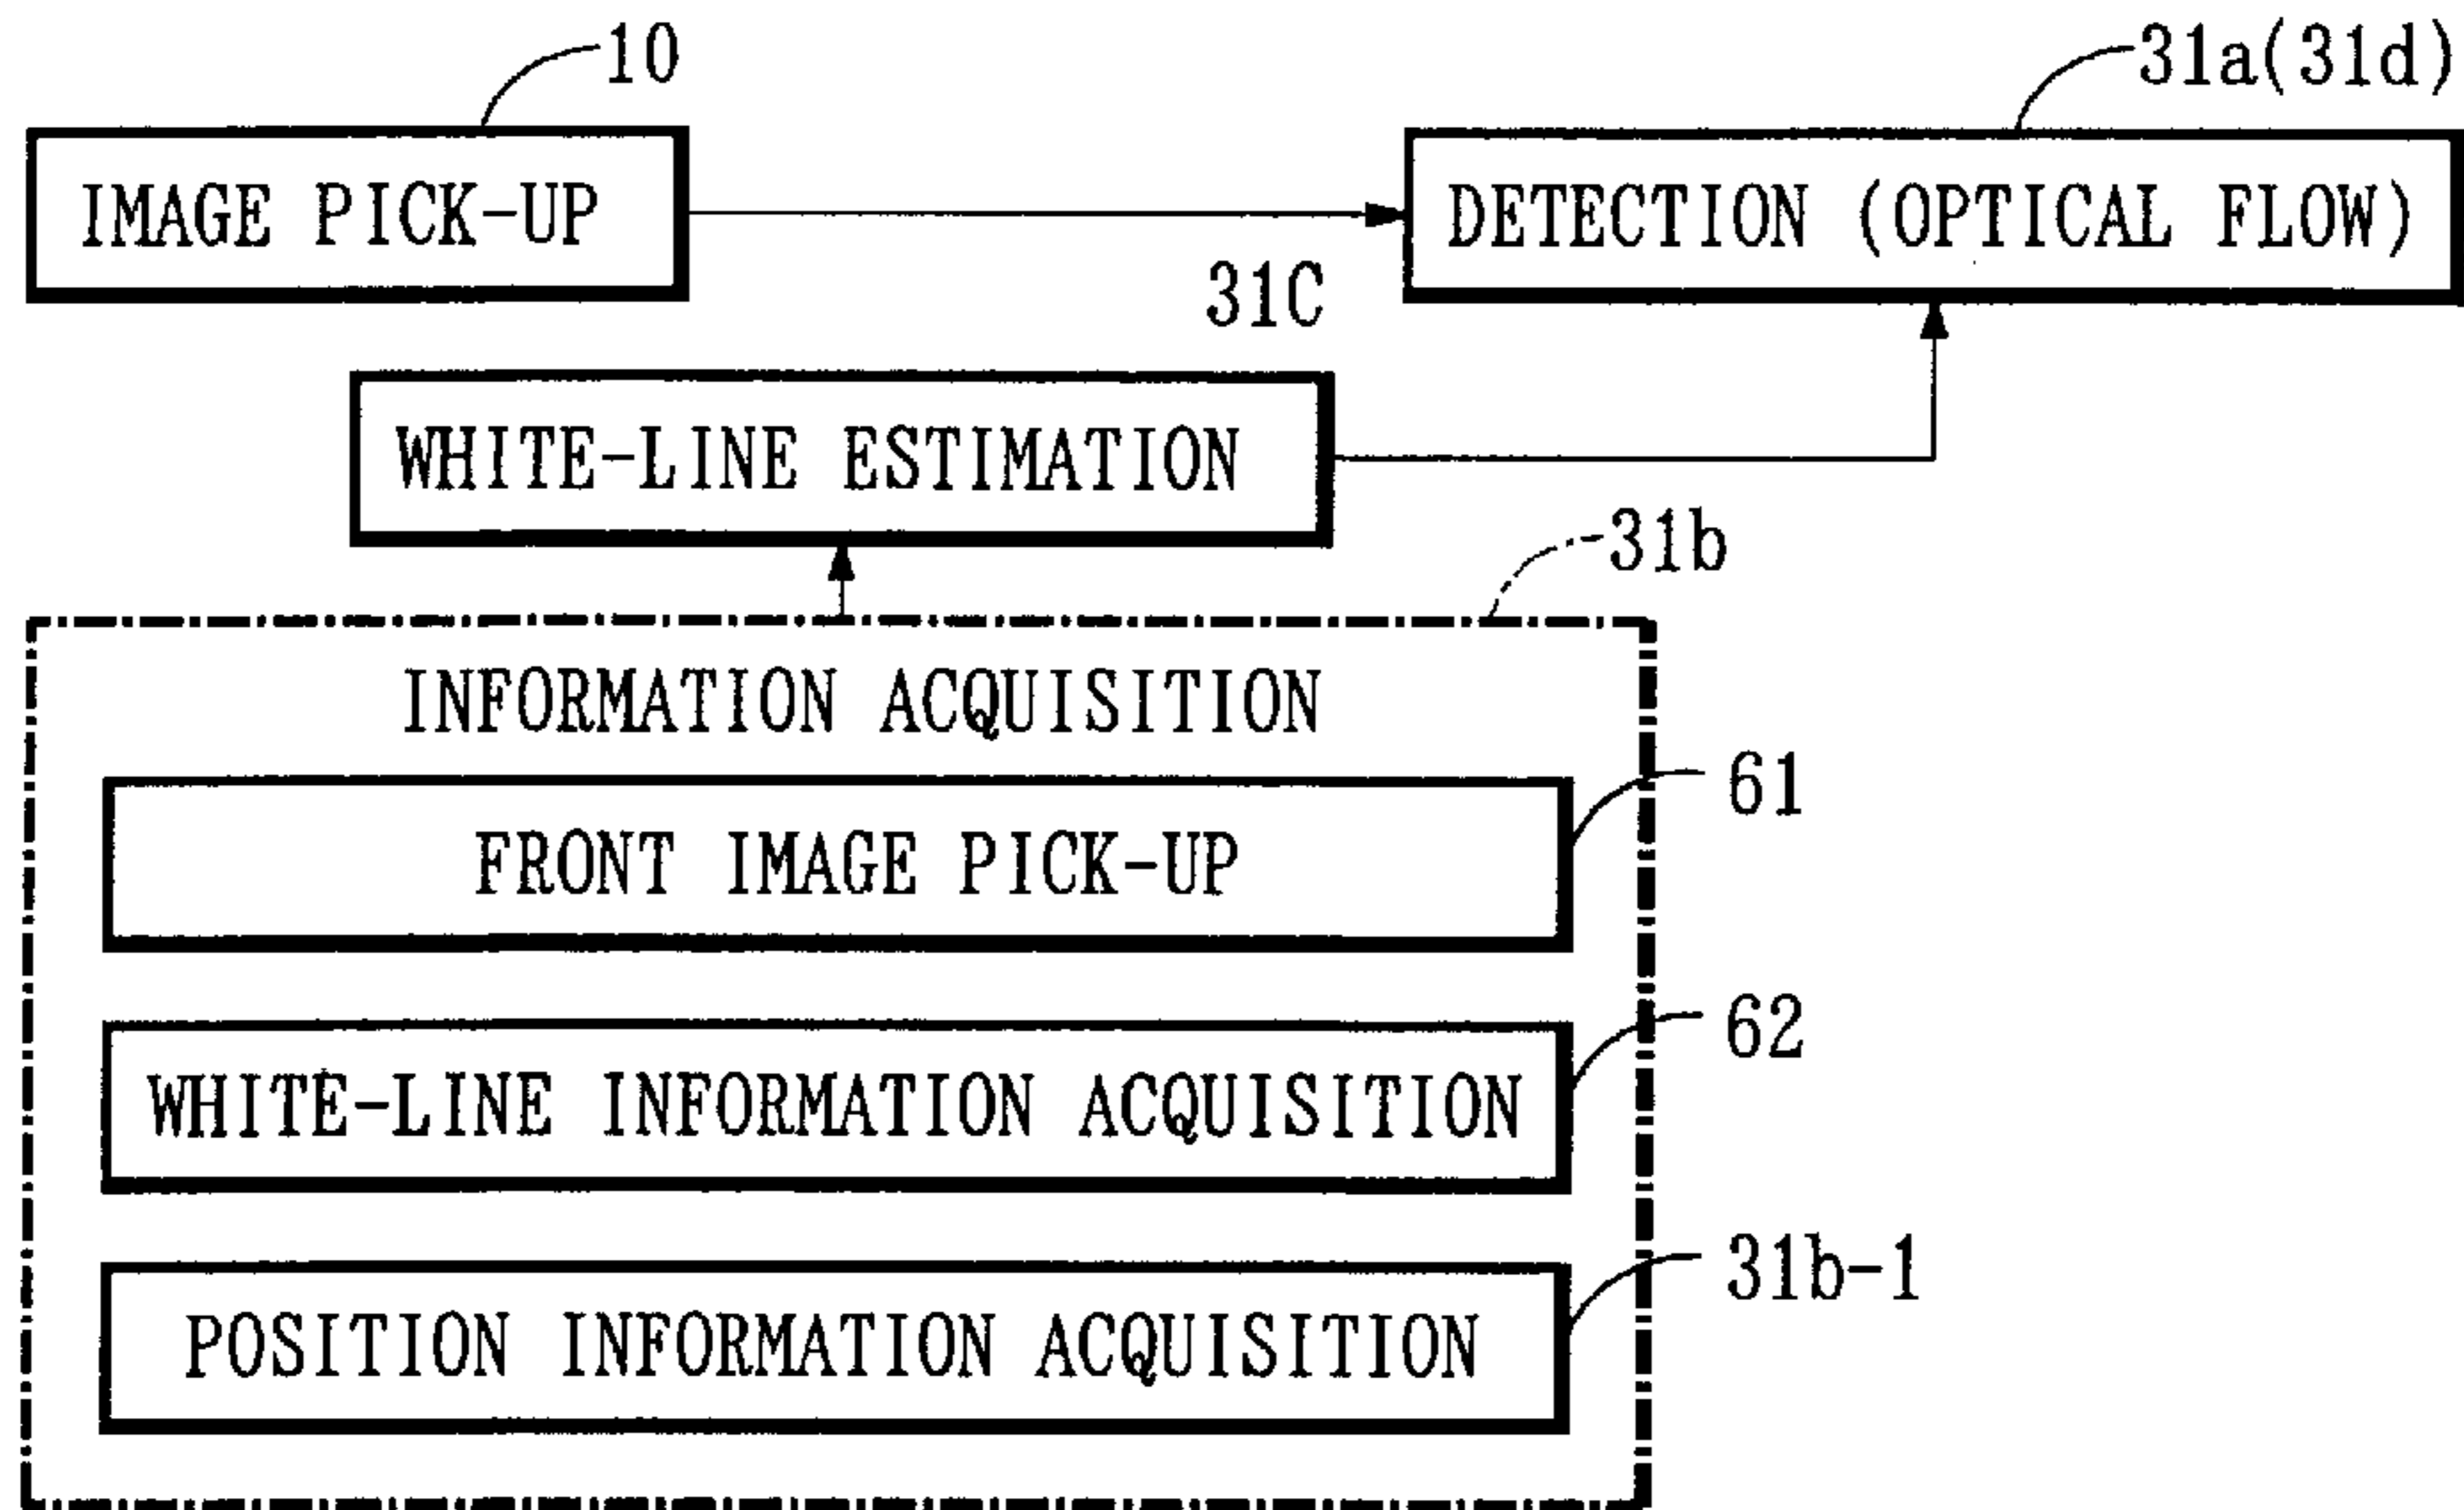 10
31a(31d)
IMAGE PICK-UP
DETECTION (OPTICAL FLOW)
31C
WHITE-LINE ESTIMATION
31b
INFORMATION ACQUISITION
61
FRONT IMAGE PICK-UP
62
WHITE-LINE INFORMATION ACQUISITION
31b-1
POSITION INFORMATION ACQUISITION